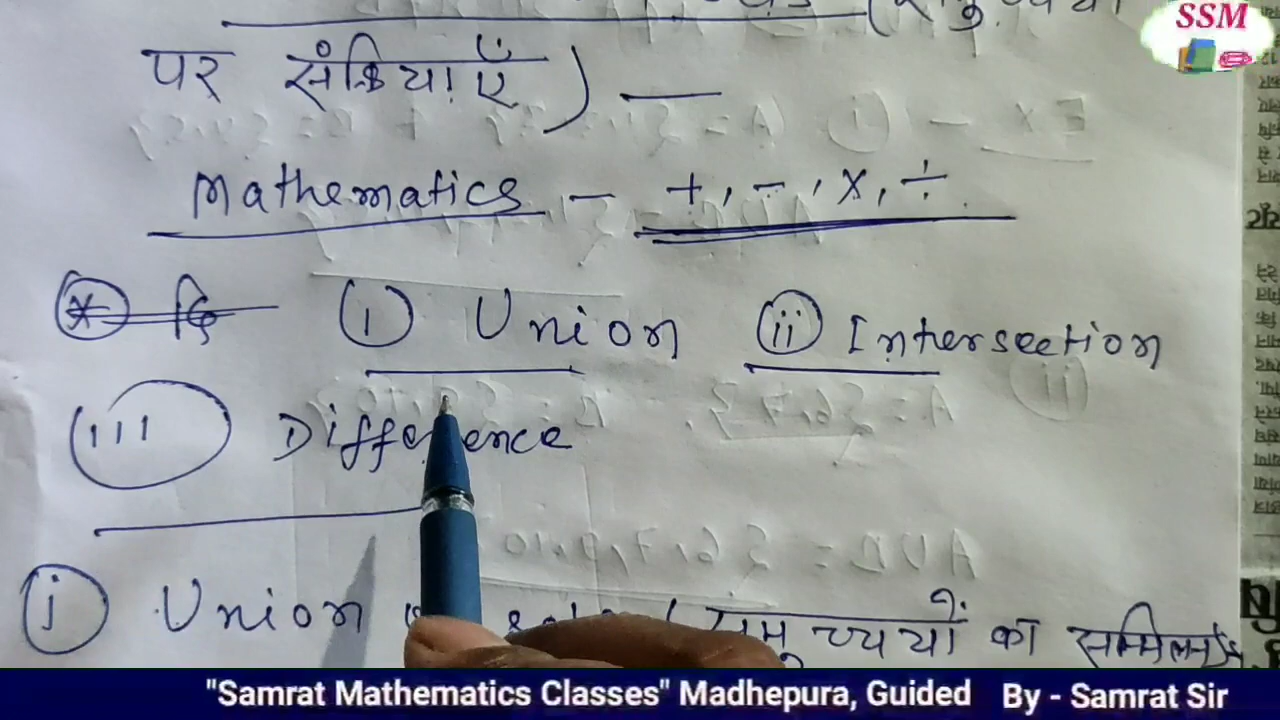 SSM
पर संक्रियाएँ ) —
Mathematics - +, -, ×, ÷
(i) Union (ii) Intersection
(iii) Difference
(i) Union समुच्चयों का सम्मिलन
"Samrat Mathematics Classes" Madhepura, Guided By - Samrat Sir